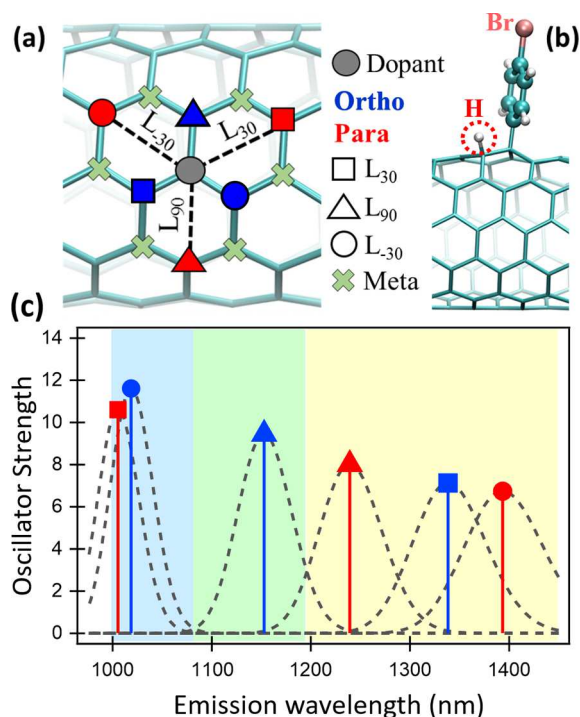 (a)
L-30
L30
L90
Dopant
Ortho
Para
L30
L90
L-30
Meta
(b)
Br
H
(c)
14
12
10
8
6
4
2
0
Oscillator Strength
1000 1100 1200 1300 1400
Emission wavelength (nm)